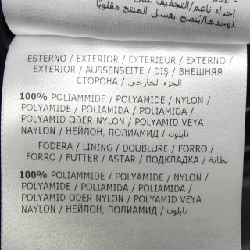 ESTERNO / EXTERIOR / EXTERIEUR / EXTERNO
/ EXTERIOR / AUSSENSEITE / DIŞ / ВНЕШНЯЯ
СТОРОНА / الجزء الخارجي
100% POLIAMMIDE / POLYAMIDE / NYLON /
POLYAMIDE / POLIAMIDA / POLIAMIDA /
POLYAMID ODER NYLON / POLYAMID VEYA
NAYLON / НЕЙЛОН, ПОЛИАМИД / نايلون
FODERA / LINING / DOUBLURE / FORRO /
FORRO / FUTTER / ASTAR / ПОДКЛАДКА / بطانة
100% POLIAMMIDE / POLYAMIDE / NYLON /
POLYAMIDE / POLIAMIDA / POLIAMIDA /
POLYAMID ODER NYLON / POLYAMID VEYA
NAYLON / НЕЙЛОН, ПОЛИАМИД / نايلون